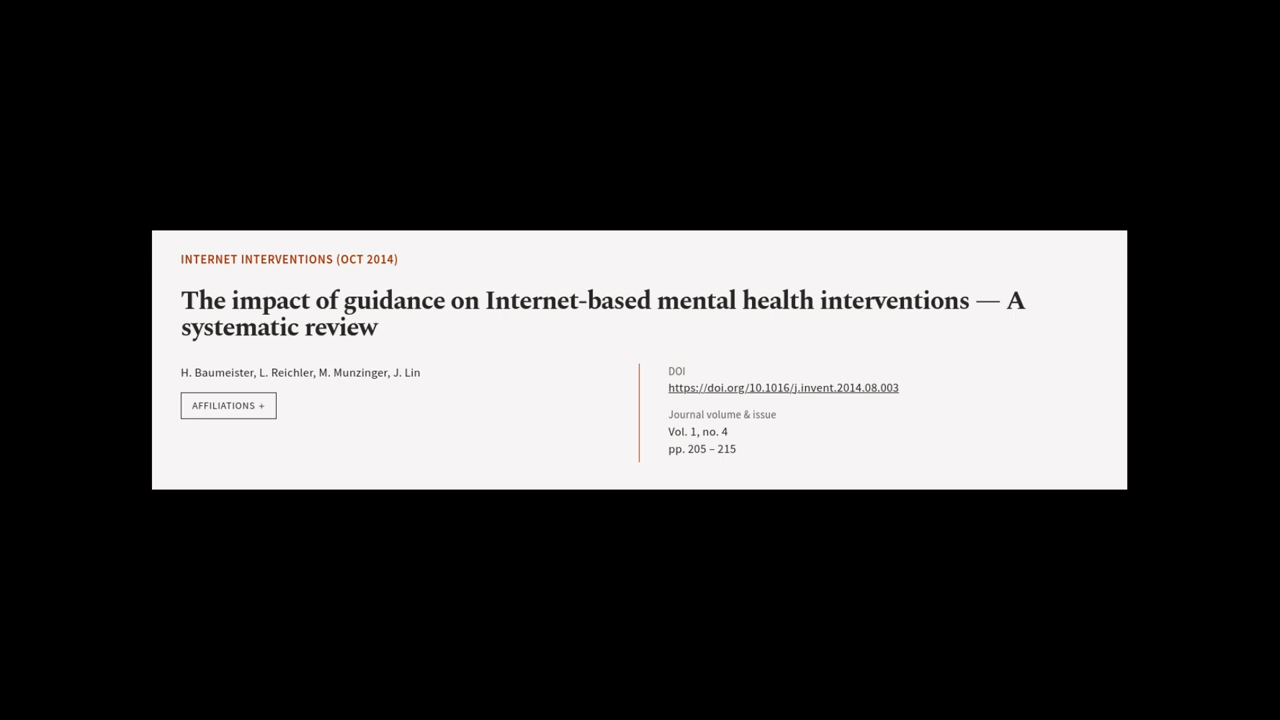 INTERNET INTERVENTIONS (OCT 2014)
The impact of guidance on Internet-based mental health interventions — A
systematic review
H. Baumeister, L. Reichler, M. Munzinger, J. Lin
AFFILIATIONS +
DOI
https://doi.org/10.1016/j.invent.2014.08.003
Journal volume & issue
Vol. 1, no. 4
pp. 205 – 215